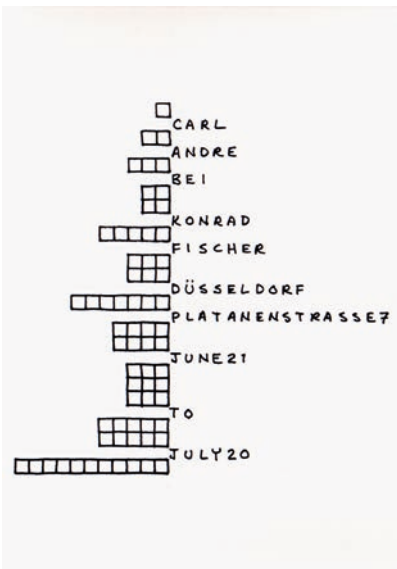 CARL
ANDRE
BEI
KONRAD
FISCHER
DÜSSELDORF
PLATANENSTRASSE7
JUNE21
TO
JULY20